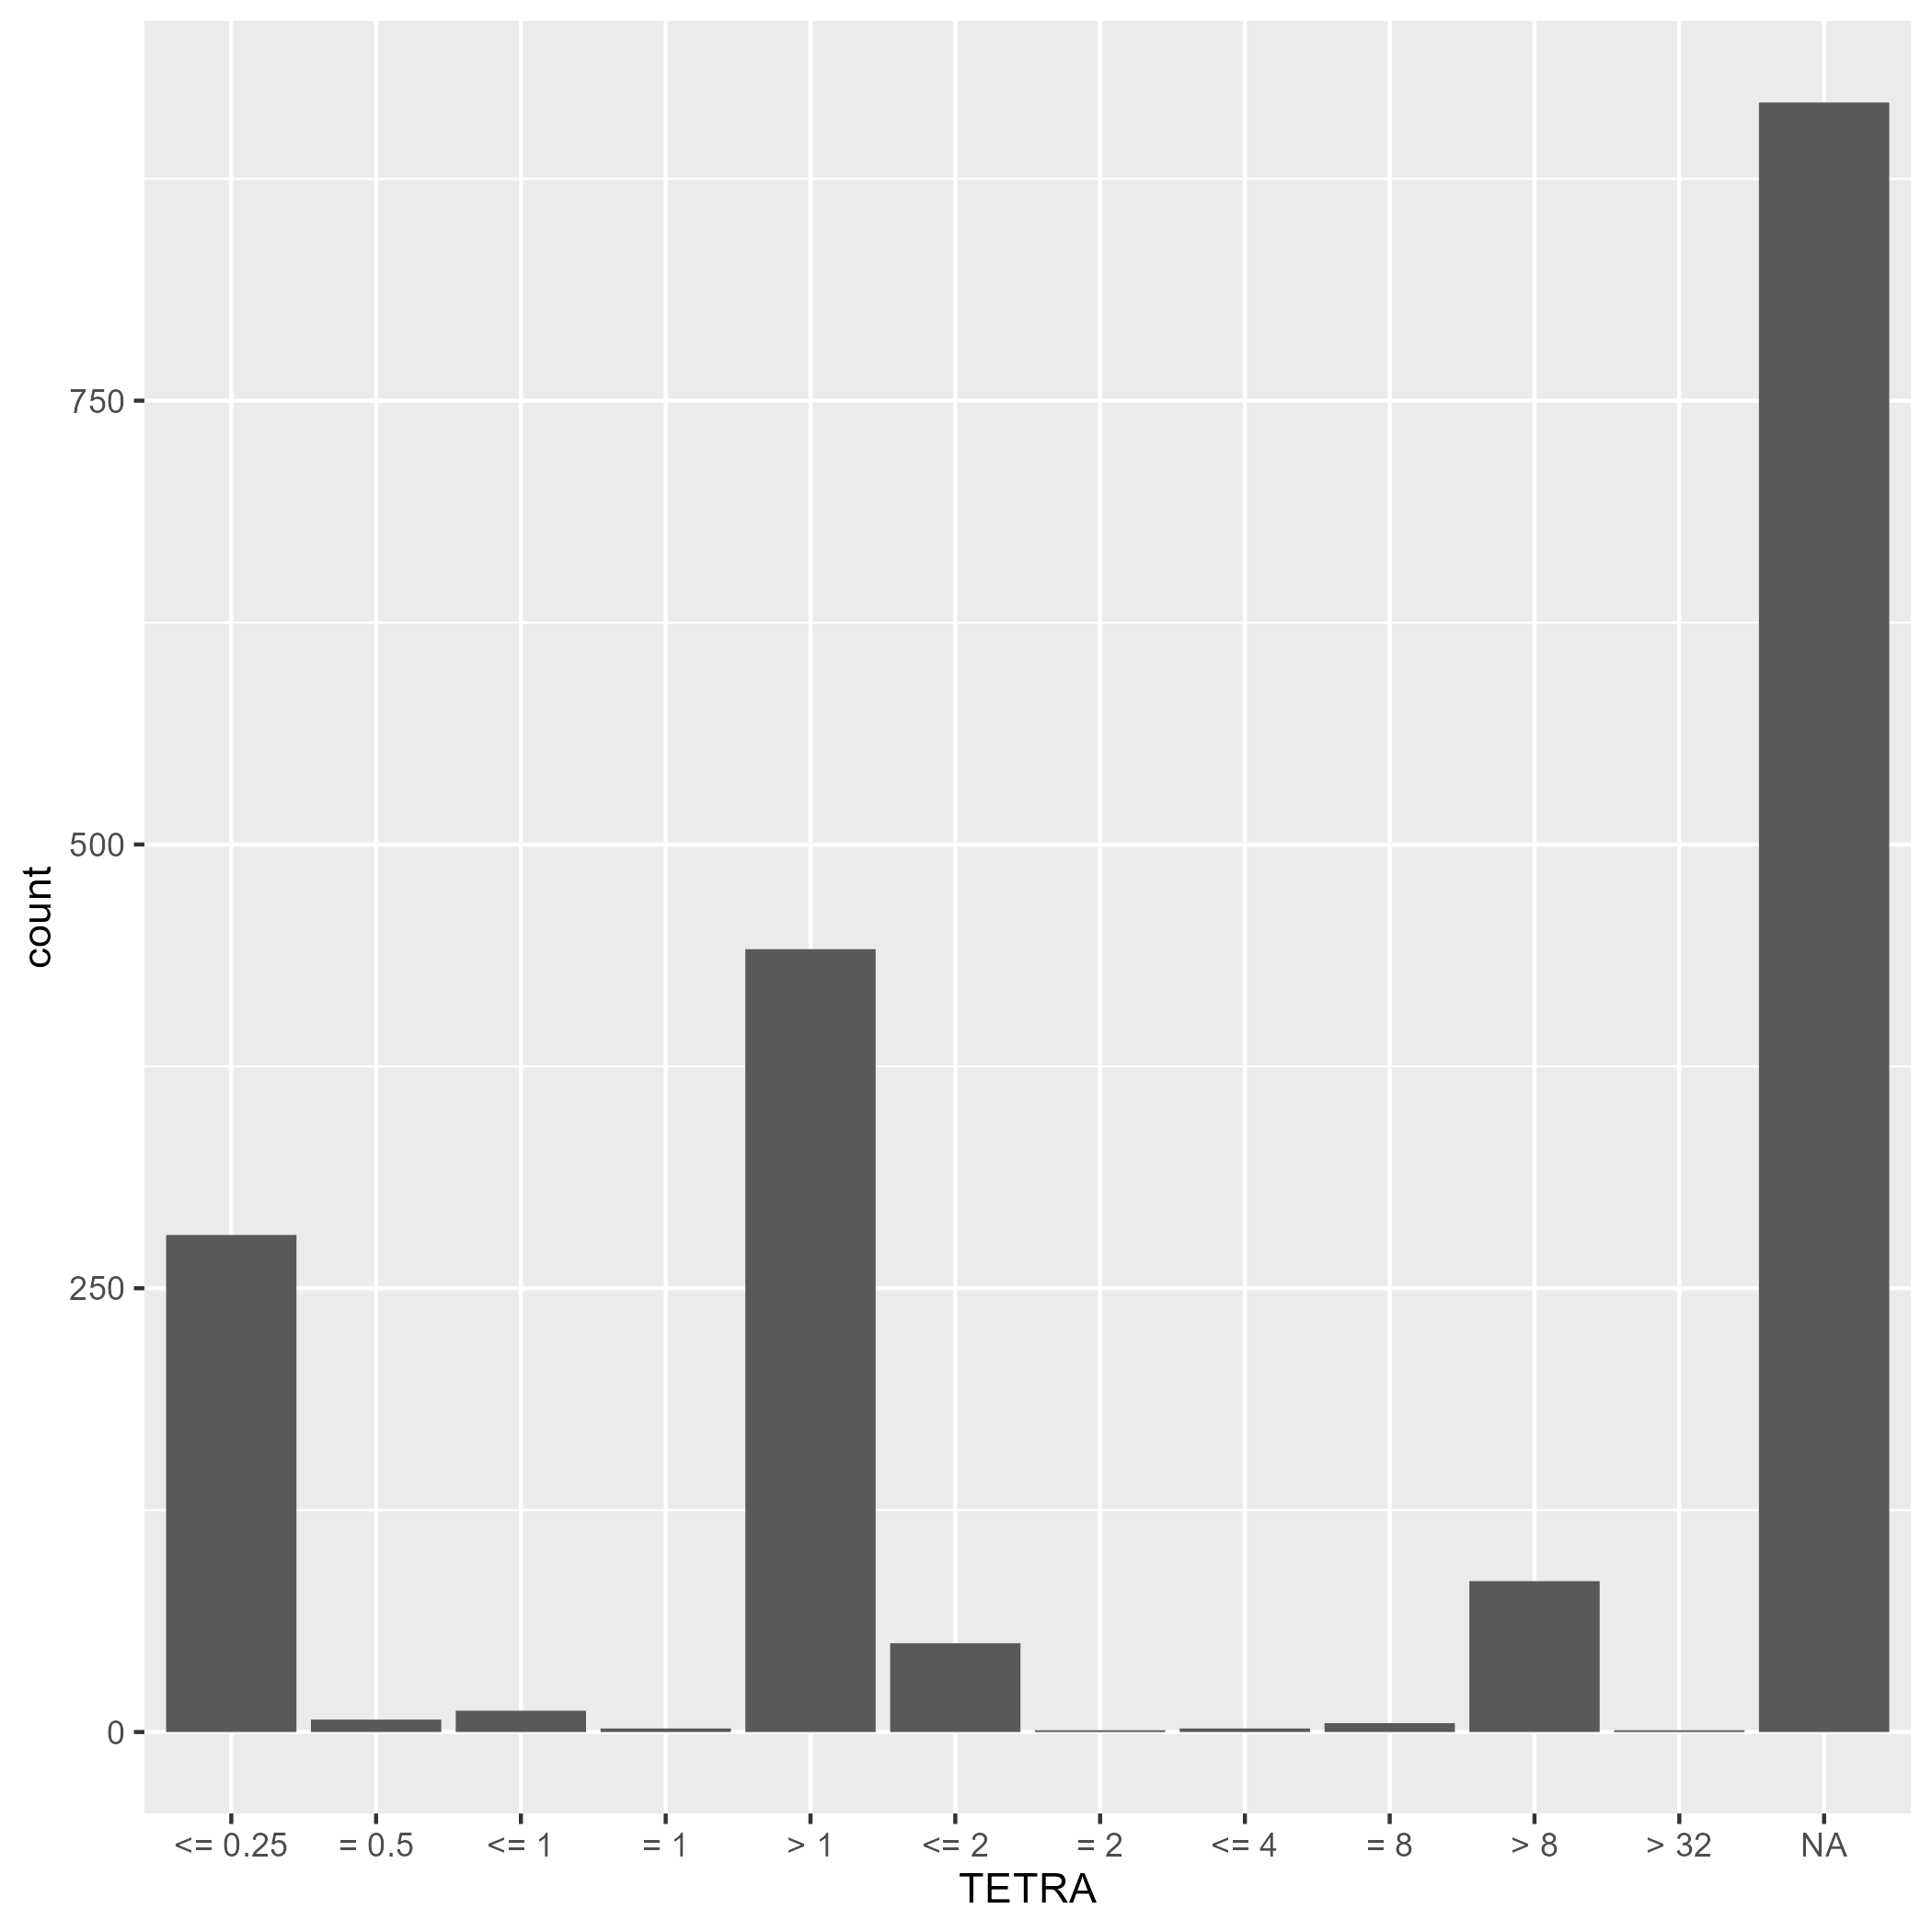 count
750
500
250
0
<= 0.25 = 0.5 <= 1 = 1 > 1 <= 2 = 2 <= 4 = 8 > 8 > 32 NA
TETRA